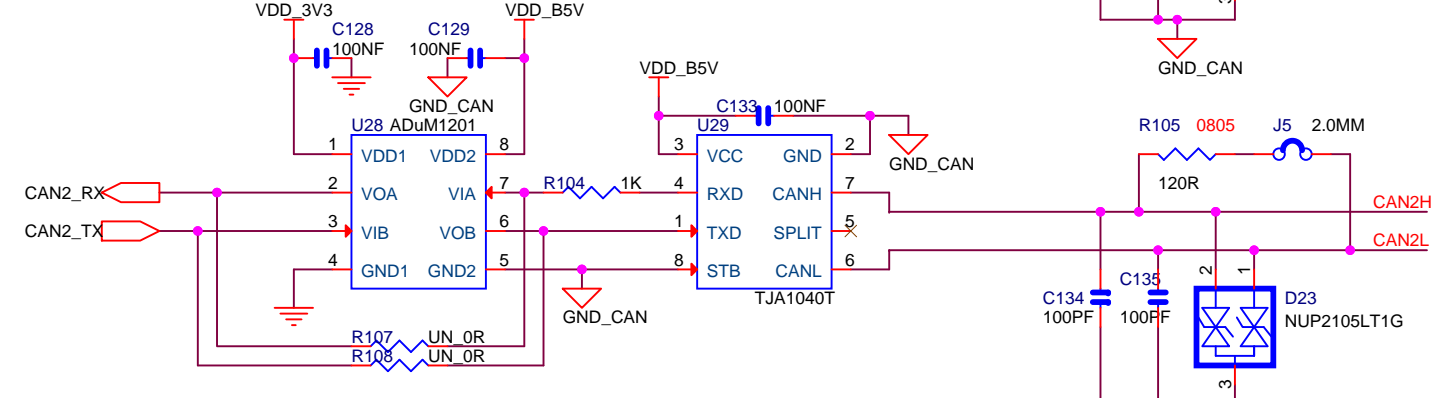 VDD_3V3
VDD_B5V
C128
100NF
C129
100NF
GND_CAN
GND_CAN
VDD_B5V
C133 100NF
U28 ADuM1201
U29
GND_CAN
R105 0805 J5 2.0MM
120R
1 VDD1 VDD2 8
3 VCC GND 2
CAN2_RX 2 VOA VIA 7 R104 1K 4 RXD CANH 7
CAN2H
CAN2_TX 3 VIB VOB 6 1 TXD SPLIT 5
CAN2L
4 GND1 GND2 5 8 STB CANL 6
TJA1040T
GND_CAN
2 1
C134
100PF
C135
100PF
D23
NUP2105LT1G
R107 UN_0R
R108 UN_0R
3